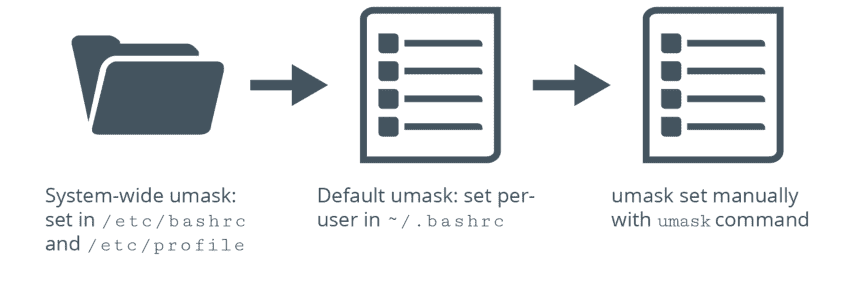 System-wide umask:
set in /etc/bashrc
and /etc/profile
Default umask: set per-
user in ~/.bashrc
umask set manually
with umask command